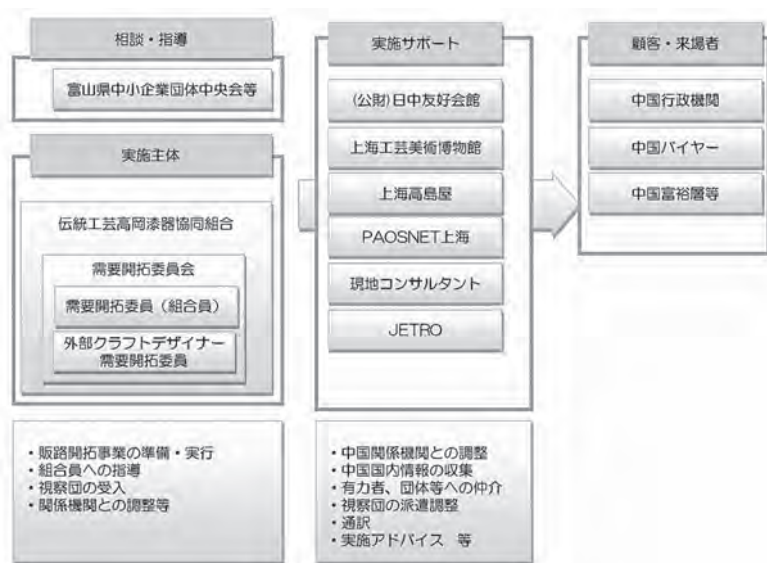 相談・指導
富山県中小企業団体中央会等
実施主体
伝統工芸高岡漆器協同組合
需要開拓委員会
需要開拓委員（組合員）
外部クラフトデザイナー
需要開拓委員
・販路開拓事業の準備・実行
・組合員への指導
・視察団の受入
・関係機関との調整等
実施サポート
(公財)日中友好会館
上海工芸美術博物館
上海高島屋
PAOSNET上海
現地コンサルタント
JETRO
・中国関係機関との調整
・中国国内情報の収集
・有力者、団体等への仲介
・視察団の派遣調整
・通訳
・実施アドバイス 等
顧客・来場者
中国行政機関
中国バイヤー
中国富裕層等